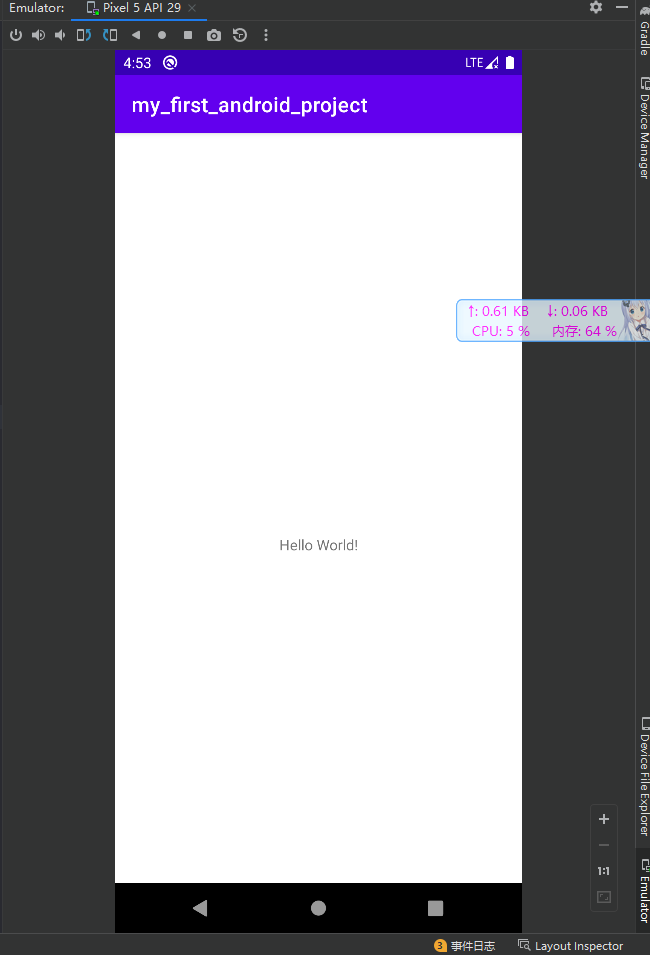 Emulator: Pixel 5 API 29
4:53 LTE
my_first_android_project
↑: 0.61 KB ↓: 0.06 KB
CPU: 5 % 内存: 64 %
Hello World!
1:1
Gradle
Device Manager
Device File Explorer
Emulator
3 事件日志 Layout Inspector